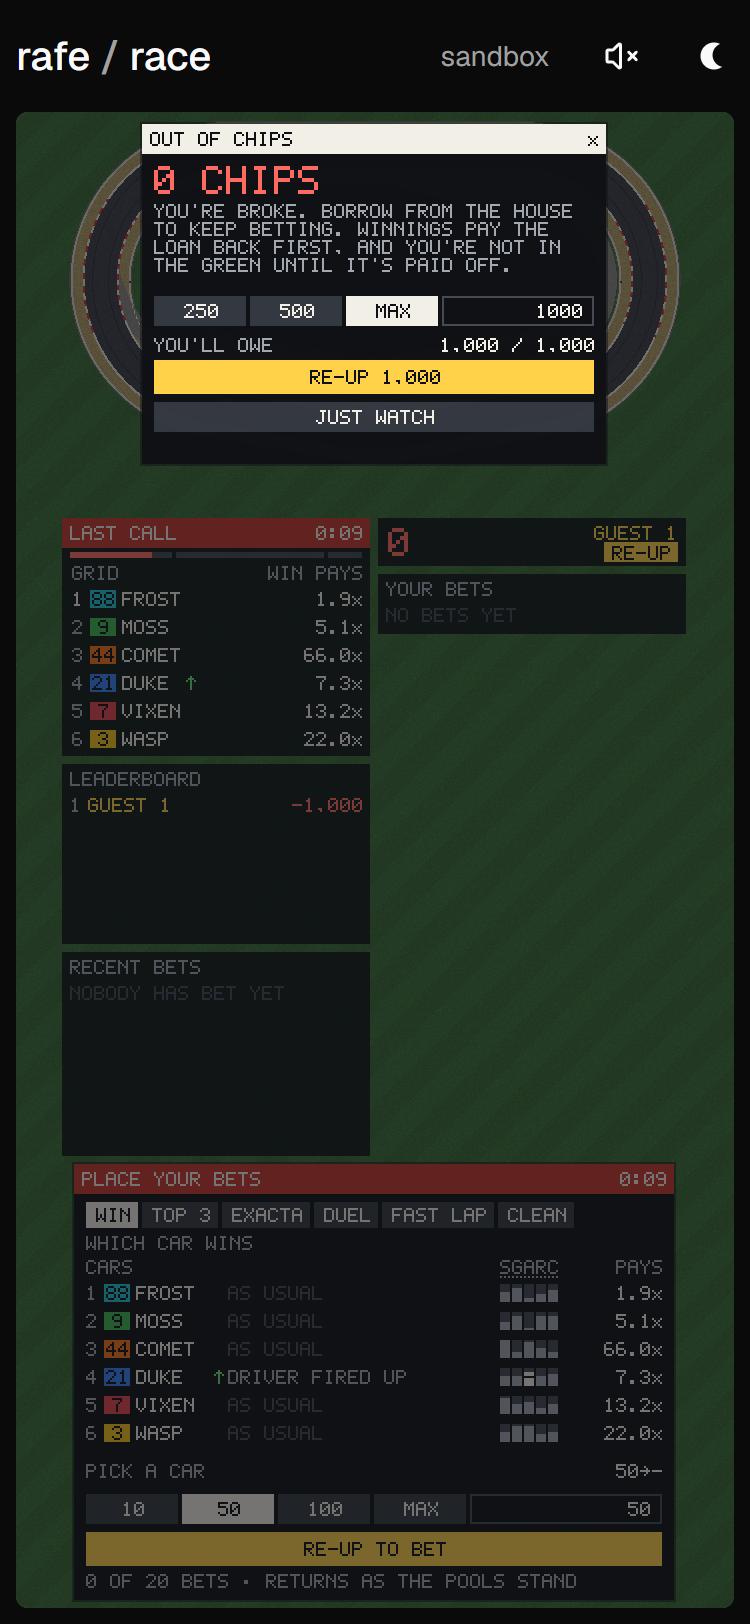 rafe / race
sandbox
OUT OF CHIPS x
0 CHIPS
YOU'RE BROKE. BORROW FROM THE HOUSE
TO KEEP BETTING. WINNINGS PAY THE
LOAN BACK FIRST, AND YOU'RE NOT IN
THE GREEN UNTIL IT'S PAID OFF.
250 500 MAX 1000
YOU'LL OWE 1,000 / 1,000
RE-UP 1,000
JUST WATCH
LAST CALL 0:09
GRID WIN PAYS
1 88 FROST 1.9x
2 9 MOSS 5.1x
3 44 COMET 66.0x
4 21 DUKE ↑ 7.3x
5 7 VIXEN 13.2x
6 3 WASP 22.0x
0 GUEST 1
RE-UP
YOUR BETS
NO BETS YET
LEADERBOARD
1 GUEST 1 -1,000
RECENT BETS
NOBODY HAS BET YET
PLACE YOUR BETS 0:09
WIN TOP 3 EXACTA DUEL FAST LAP CLEAN
WHICH CAR WINS
CARS SGARC PAYS
1 88 FROST AS USUAL 1.9x
2 9 MOSS AS USUAL 5.1x
3 44 COMET AS USUAL 66.0x
4 21 DUKE ↑DRIVER FIRED UP 7.3x
5 7 VIXEN AS USUAL 13.2x
6 3 WASP AS USUAL 22.0x
PICK A CAR 50→-
10 50 100 MAX 50
RE-UP TO BET
0 OF 20 BETS · RETURNS AS THE POOLS STAND